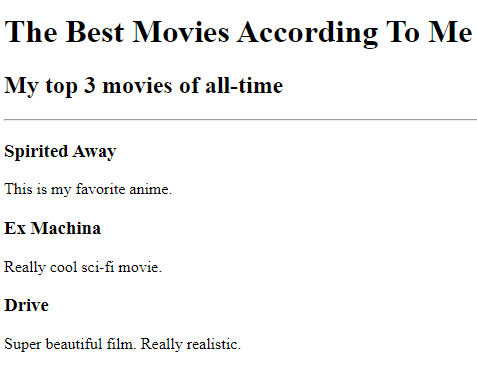 The Best Movies According To Me
My top 3 movies of all-time
Spirited Away
This is my favorite anime.
Ex Machina
Really cool sci-fi movie.
Drive
Super beautiful film. Really realistic.